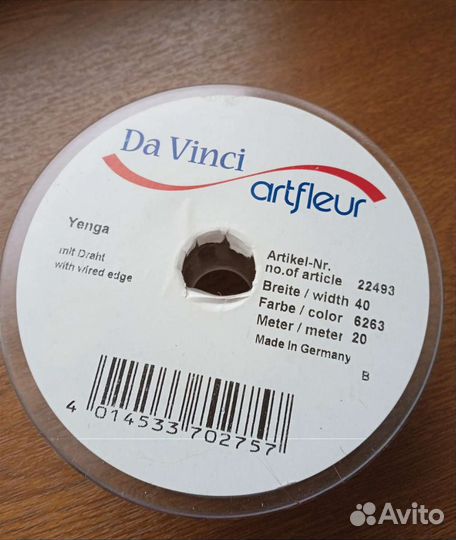 Da Vinci
artfleur
Yenga
mit Draht
with wired edge
Artikel-Nr.
no.of article 22493
Breite / width 40
Farbe / color 6263
Meter / meter 20
Made In Germany
B
4 014533 702757
Avito